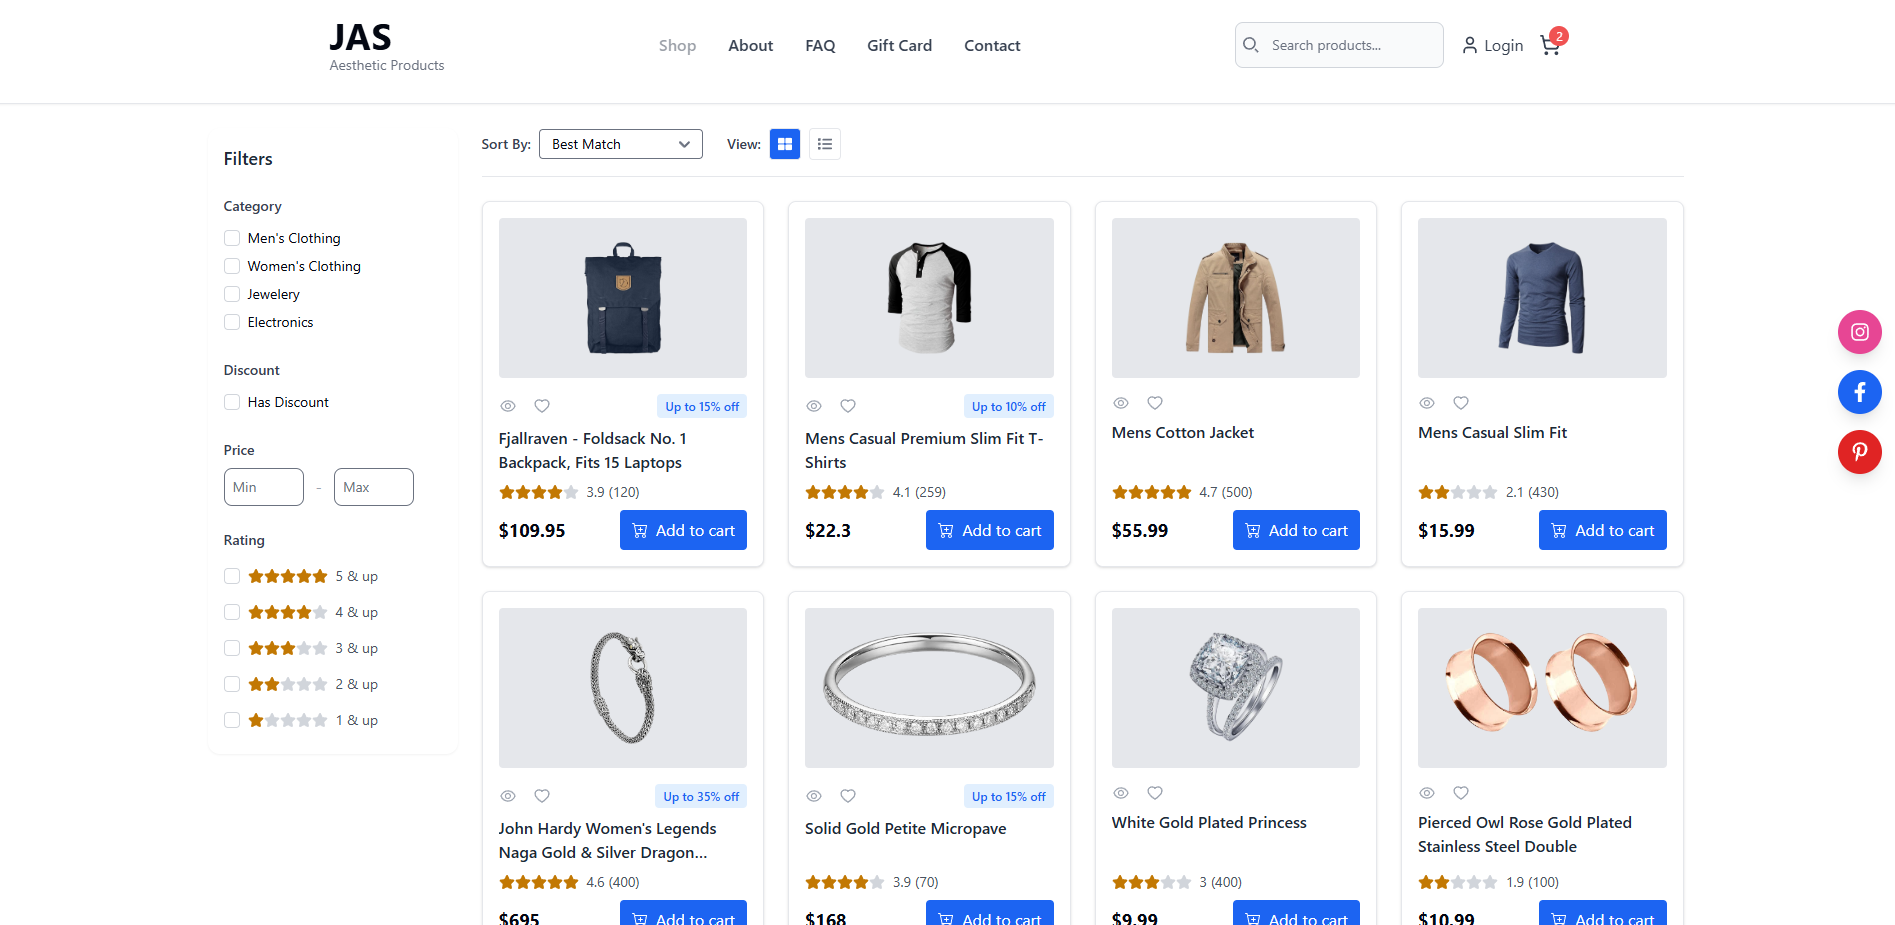 JAS
Aesthetic Products
Shop
About
FAQ
Gift Card
Contact
Search products...
Login
2
Filters
Category
Men's Clothing
Women's Clothing
Jewelery
Electronics
Discount
Has Discount
Price
Min
-
Max
Rating
5 & up
4 & up
3 & up
2 & up
1 & up
Sort By:
Best Match
View:
Up to 15% off
Fjallraven - Foldsack No. 1
Backpack, Fits 15 Laptops
3.9 (120)
$109.95
Add to cart
Up to 10% off
Mens Casual Premium Slim Fit T-
Shirts
4.1 (259)
$22.3
Add to cart
Mens Cotton Jacket
4.7 (500)
$55.99
Add to cart
Mens Casual Slim Fit
2.1 (430)
$15.99
Add to cart
Up to 35% off
John Hardy Women's Legends
Naga Gold & Silver Dragon...
4.6 (400)
$695
Add to cart
Up to 15% off
Solid Gold Petite Micropave
3.9 (70)
$168
Add to cart
White Gold Plated Princess
3 (400)
$9.99
Add to cart
Pierced Owl Rose Gold Plated
Stainless Steel Double
1.9 (100)
$10.99
Add to cart